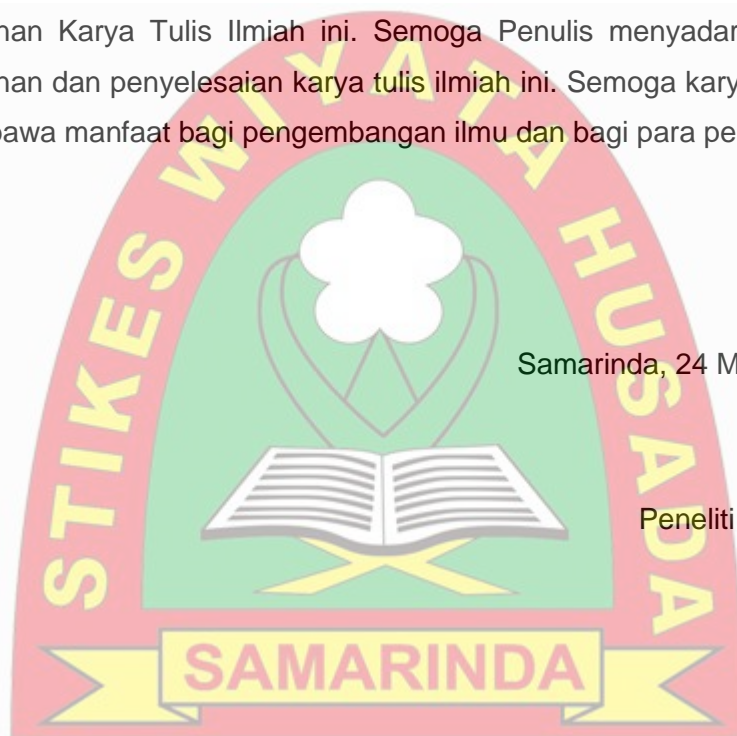 nan Karya Tulis Ilmiah ini. Semoga Penulis menyadar
nan dan penyelesaian karya tulis ilmiah ini. Semoga kary
bawa manfaat bagi pengembangan ilmu dan bagi para pe
STIKES WIYATA HUSADA
Samarinda, 24 M
Peneliti
SAMARINDA